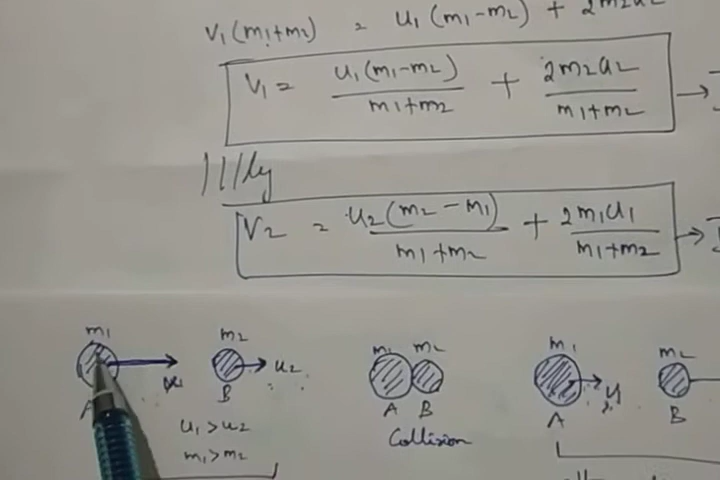 V₁(m₁+m₂) = u₁(m₁-m₂) + 2m₂u₂
V₁ = u₁(m₁-m₂)/m₁+m₂ + 2m₂u₂/m₁+m₂ →
||||ly
V₂ = u₂(m₂-m₁)/m₁+m₂ + 2m₁u₁/m₁+m₂ →
m₁ m₂ m₁ m₂ m₁ m₂
u₁ u₂
A B A B A B
u₁>u₂ Collision
m₁>m₂